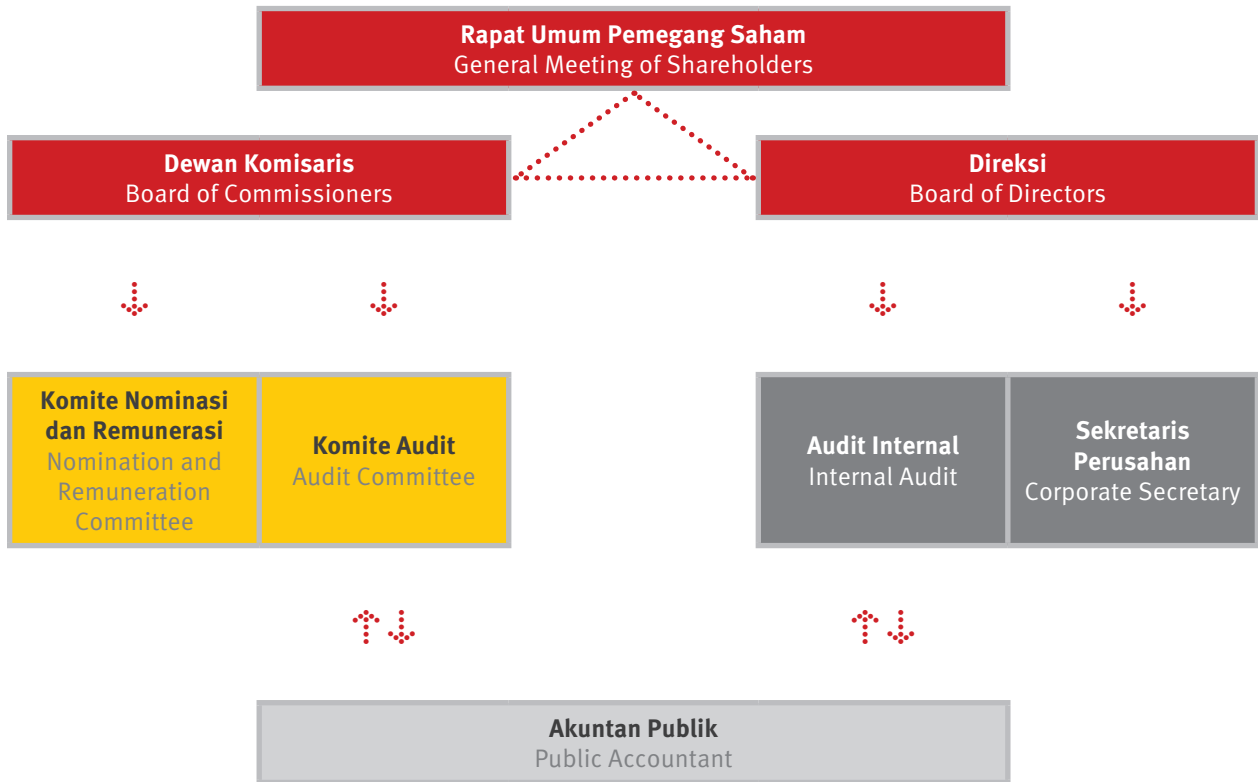 Rapat Umum Pemegang Saham
General Meeting of Shareholders
Dewan Komisaris
Board of Commissioners
Direksi
Board of Directors
Komite Nominasi
dan Remunerasi
Nomination and
Remuneration
Committee
Komite Audit
Audit Committee
Audit Internal
Internal Audit
Sekretaris
Perusahan
Corporate Secretary
Akuntan Publik
Public Accountant